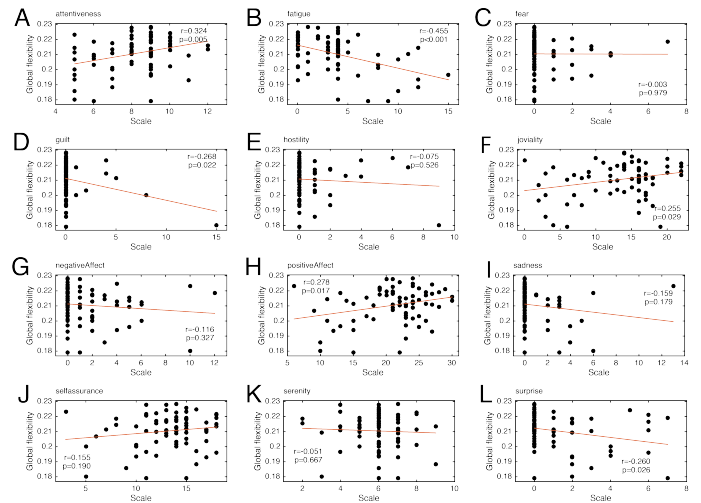 A
attentiveness
r=0.324
p=0.005
Global flexibility
0.23
0.22
0.21
0.2
0.19
0.18
4 6 8 10 12
Scale
B
fatigue
r=-0.455
p<0.001
Global flexibility
0.23
0.22
0.21
0.2
0.19
0.18
0 5 10 15
Scale
C
fear
r=-0.003
p=0.979
Global flexibility
0.23
0.22
0.21
0.2
0.19
0.18
0 2 4 6 8
Scale
D
guilt
r=-0.268
p=0.022
Global flexibility
0.23
0.22
0.21
0.2
0.19
0.18
0 5 10 15
Scale
E
hostility
r=-0.075
p=0.526
Global flexibility
0.23
0.22
0.21
0.2
0.19
0.18
0 2 4 6 8 10
Scale
F
joviality
r=0.255
p=0.029
Global flexibility
0.23
0.22
0.21
0.2
0.19
0.18
0 5 10 15 20
Scale
G
negativeAffect
r=-0.116
p=0.327
Global flexibility
0.23
0.22
0.21
0.2
0.19
0.18
0 2 4 6 8 10 12
Scale
H
positiveAffect
r=0.278
p=0.017
Global flexibility
0.23
0.22
0.21
0.2
0.19
0.18
5 10 15 20 25 30
Scale
I
sadness
r=-0.159
p=0.179
Global flexibility
0.23
0.22
0.21
0.2
0.19
0.18
0 2 4 6 8 10 12 14
Scale
J
selfassurance
r=0.155
p=0.190
Global flexibility
0.23
0.22
0.21
0.2
0.19
0.18
5 10 15
Scale
K
serenity
r=-0.051
p=0.667
Global flexibility
0.23
0.22
0.21
0.2
0.19
0.18
2 4 6 8 10
Scale
L
surprise
r=-0.260
p=0.026
Global flexibility
0.23
0.22
0.21
0.2
0.19
0.18
0 2 4 6 8
Scale